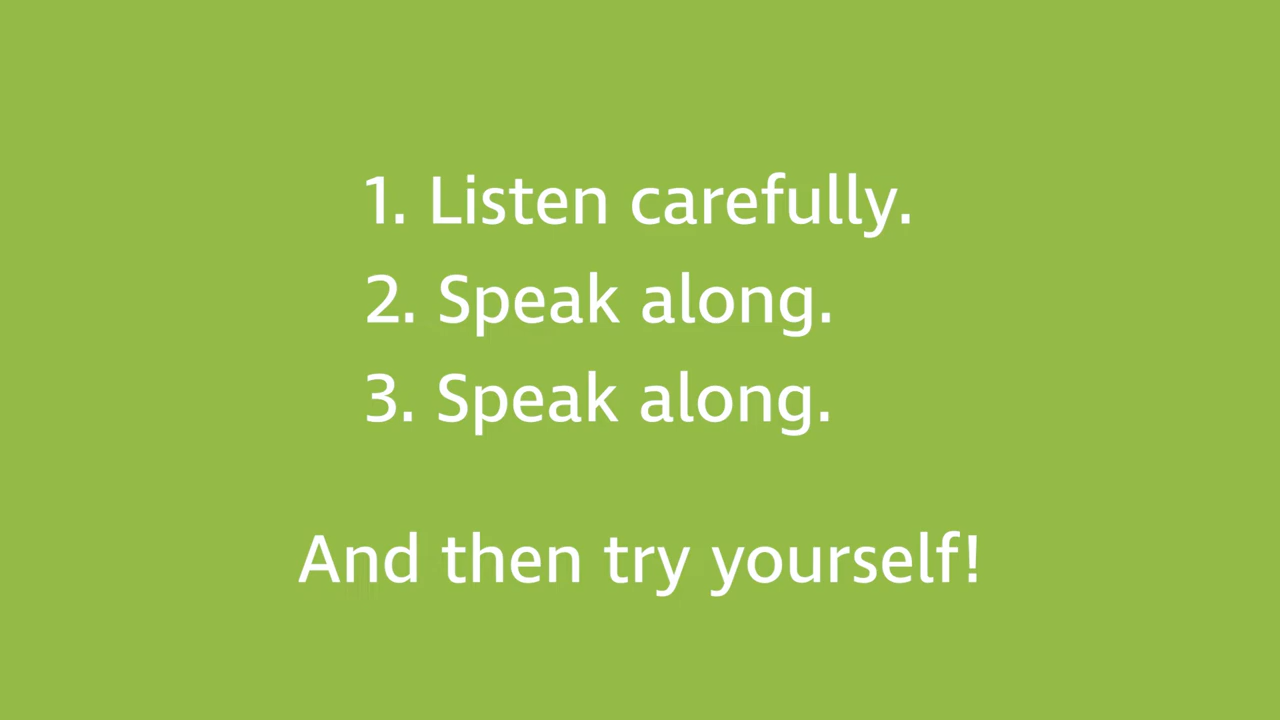 1. Listen carefully.
2. Speak along.
3. Speak along.
And then try yourself!